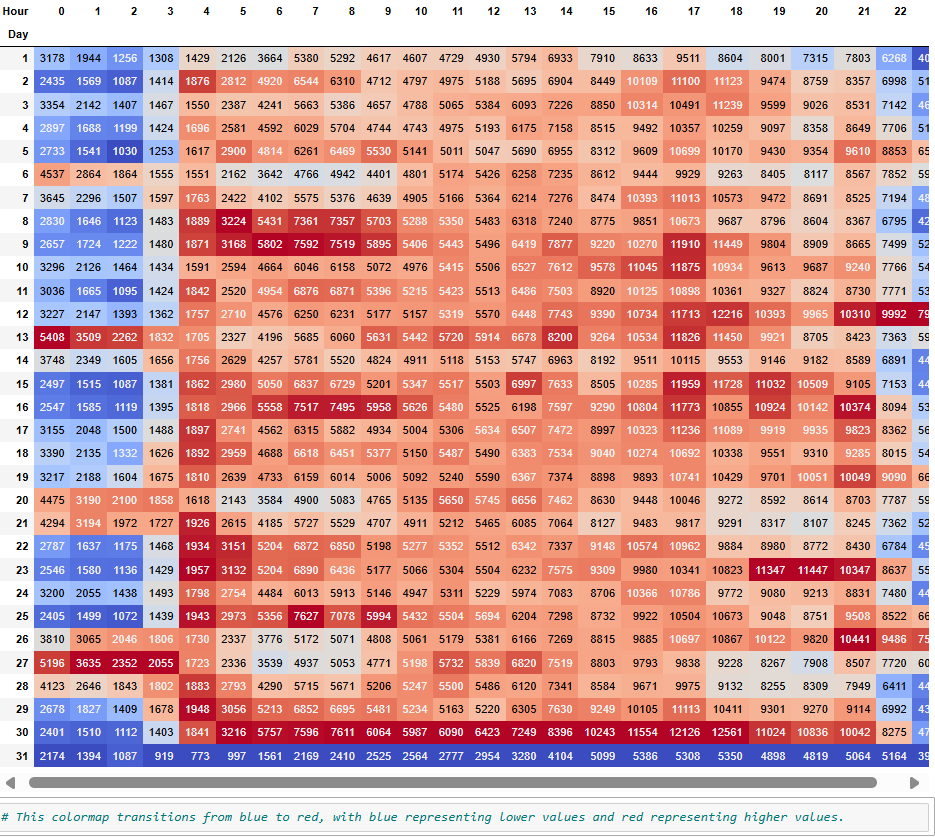 Hour 0 1 2 3 4 5 6 7 8 9 10 11 12 13 14 15 16 17 18 19 20 21 22
Day
1 3178 1944 1256 1308 1429 2126 3664 5380 5292 4617 4607 4729 4930 5794 6933 7910 8633 9511 8604 8001 7315 7803 6268 40
2 2435 1569 1087 1414 1876 2812 4920 6544 6310 4712 4797 4975 5188 5695 6904 8449 10109 11100 11123 9474 8759 8357 6998 51
3 3354 2142 1407 1467 1550 2387 4241 5663 5386 4657 4788 5065 5384 6093 7226 8850 10314 10491 11239 9599 9026 8531 7142 46
4 2897 1688 1199 1424 1696 2581 4592 6029 5704 4744 4743 4975 5193 6175 7158 8515 9492 10357 10259 9097 8358 8649 7706 51
5 2733 1541 1030 1253 1617 2900 4814 6261 6469 5530 5141 5011 5047 5690 6955 8312 9609 10699 10170 9430 9354 9610 8853 65
6 4537 2864 1864 1555 1551 2162 3642 4766 4942 4401 4801 5174 5426 6258 7235 8612 9444 9929 9263 8405 8117 8567 7852 59
7 3645 2296 1507 1597 1763 2422 4102 5575 5376 4639 4905 5166 5364 6214 7276 8474 10393 11013 10573 9472 8691 8525 7194 48
8 2830 1646 1123 1483 1889 3224 5431 7361 7357 5703 5288 5350 5483 6318 7240 8775 9851 10673 9687 8796 8604 8367 6795 42
9 2657 1724 1222 1480 1871 3168 5802 7592 7519 5895 5406 5443 5496 6419 7877 9220 10270 11910 11449 9804 8909 8665 7499 52
10 3296 2126 1464 1434 1591 2594 4664 6046 6158 5072 4976 5415 5506 6527 7612 9578 11045 11875 10934 9613 9687 9240 7766 54
11 3036 1665 1095 1424 1842 2520 4954 6876 6871 5396 5215 5423 5513 6486 7503 8920 10125 10898 10361 9327 8824 8730 7771 53
12 3227 2147 1393 1362 1757 2710 4576 6250 6231 5177 5157 5319 5570 6448 7743 9390 10734 11713 12216 10393 9965 10310 9992 79
13 5408 3509 2262 1832 1705 2327 4196 5685 6060 5631 5442 5720 5914 6678 8200 9264 10534 11826 11450 9921 8705 8423 7363 59
14 3748 2349 1605 1656 1756 2629 4257 5781 5520 4824 4911 5118 5153 5747 6963 8192 9511 10115 9553 9146 9182 8589 6891 44
15 2497 1515 1087 1381 1862 2980 5050 6837 6729 5201 5347 5517 5503 6997 7633 8505 10285 11959 11728 11032 10509 9105 7153 44
16 2547 1585 1119 1395 1818 2966 5558 7517 7495 5958 5626 5480 5525 6198 7597 9290 10804 11773 10855 10924 10142 10374 8094 53
17 3155 2048 1500 1488 1897 2741 4562 6315 5882 4934 5004 5306 5634 6507 7472 8997 10323 11236 11089 9919 9935 9823 8362 56
18 3390 2135 1332 1626 1892 2959 4688 6618 6451 5377 5150 5487 5490 6383 7534 9040 10274 10692 10338 9551 9310 9285 8015 54
19 3217 2188 1604 1675 1810 2639 4733 6159 6014 5006 5092 5240 5590 6367 7374 8898 9893 10741 10429 9701 10051 10049 9090 66
20 4475 3190 2100 1858 1618 2143 3584 4900 5083 4765 5135 5650 5745 6656 7462 8630 9448 10046 9272 8592 8614 8703 7787 59
21 4294 3194 1972 1727 1926 2615 4185 5727 5529 4707 4911 5212 5465 6085 7064 8127 9483 9817 9291 8317 8107 8245 7362 52
22 2787 1637 1175 1468 1934 3151 5204 6872 6850 5198 5277 5352 5512 6342 7337 9148 10574 10962 9884 8980 8772 8430 6784 45
23 2546 1580 1136 1429 1957 3132 5204 6890 6436 5177 5066 5304 5504 6232 7575 9309 9980 10341 10823 11347 11447 10347 8637 55
24 3200 2055 1438 1493 1798 2754 4484 6013 5913 5146 4947 5311 5229 5974 7083 8706 10366 10786 9772 9080 9213 8831 7480 44
25 2405 1499 1072 1439 1943 2973 5356 7627 7078 5994 5432 5504 5694 6204 7298 8732 9922 10504 10673 9048 8751 9508 8522 66
26 3810 3065 2046 1806 1730 2337 3776 5172 5071 4808 5061 5179 5381 6166 7269 8815 9885 10697 10867 10122 9820 10441 9486 75
27 5196 3635 2352 2055 1723 2336 3539 4937 5053 4771 5198 5732 5839 6820 7519 8803 9793 9838 9228 8267 7908 8507 7720 60
28 4123 2646 1843 1802 1883 2793 4290 5715 5671 5206 5247 5500 5486 6120 7341 8584 9671 9975 9132 8255 8309 7949 6411 44
29 2678 1827 1409 1678 1948 3056 5213 6852 6695 5481 5234 5163 5220 6305 7630 9249 10105 11113 10411 9301 9270 9114 6992 43
30 2401 1510 1112 1403 1841 3216 5757 7596 7611 6064 5987 6090 6423 7249 8396 10243 11554 12126 12561 11024 10836 10042 8275 47
31 2174 1394 1087 919 773 997 1561 2169 2410 2525 2564 2777 2954 3280 4104 5099 5386 5308 5350 4898 4819 5064 5164 39
# This colormap transitions from blue to red, with blue representing lower values and red representing higher values.